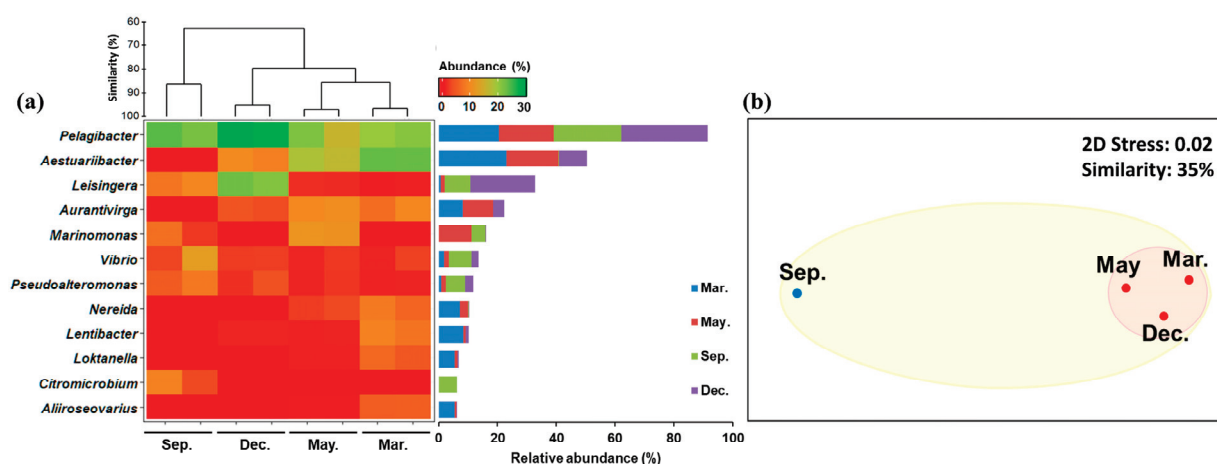 (a)
Similarity (%)
60
70
80
90
100
Abundance (%)
0 10 20 30
Pelagibacter
Aestuariibacter
Leisingera
Aurantivirga
Marinomonas
Vibrio
Pseudoalteromonas
Nereida
Lentibacter
Loktanella
Citromicrobium
Aliiroseovarius
Sep. Dec. May. Mar.
Mar.
May.
Sep.
Dec.
0 20 40 60 80 100
Relative abundance (%)
(b)
2D Stress: 0.02
Similarity: 35%
Sep.
May
Mar.
Dec.